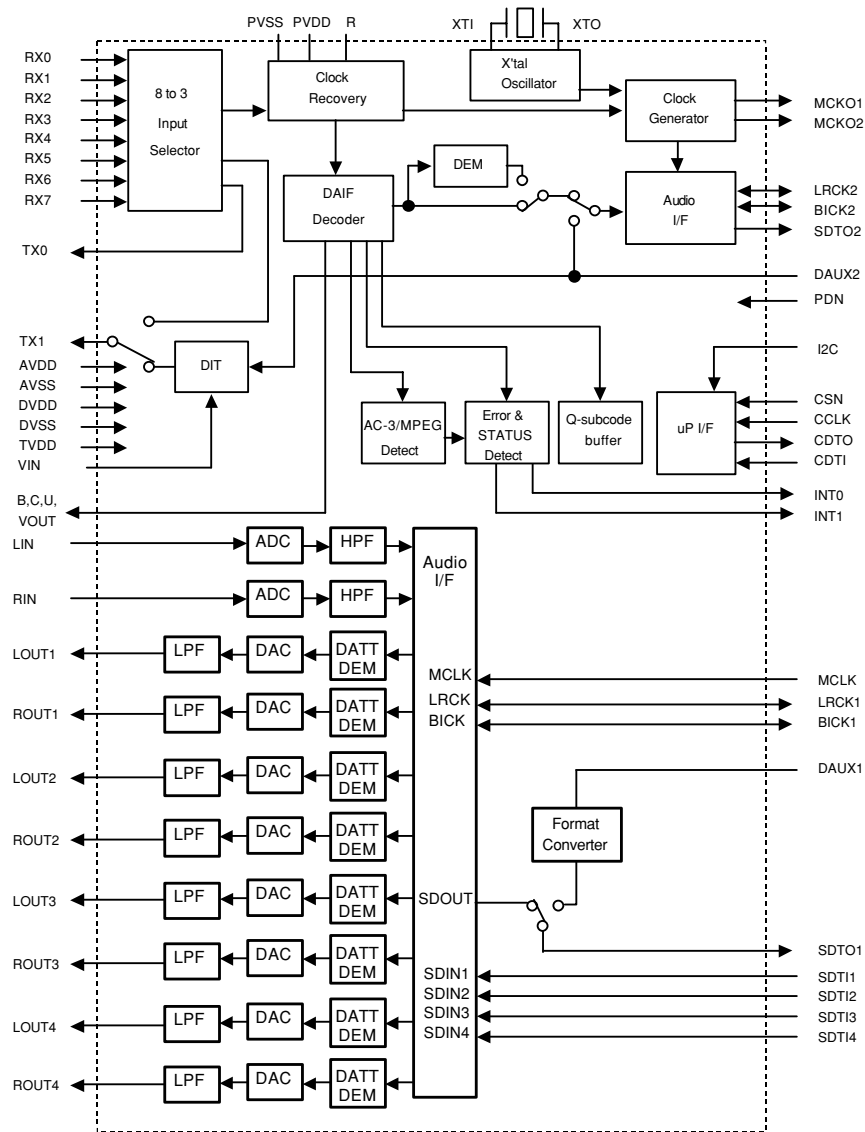 PVSS PVDD R XTI XTO
RX0
RX1
RX2
RX3
RX4
RX5
RX6
RX7
TX0
8 to 3
Input
Selector
Clock
Recovery
X'tal
Oscillator
Clock
Generator
MCKO1
MCKO2
DEM
DAIF
Decoder
Audio
I/F
LRCK2
BICK2
SDTO2
DAUX2
PDN
TX1
AVDD
AVSS
DVDD
DVSS
TVDD
VIN
DIT
I2C
CSN
CCLK
CDTO
CDTI
uP I/F
AC-3/MPEG
Detect
Error &
STATUS
Detect
Q-subcode
buffer
INT0
INT1
B,C,U,
VOUT
LIN ADC HPF
RIN ADC HPF
Audio
I/F
LOUT1 LPF DAC DATT
DEM
ROUT1 LPF DAC DATT
DEM
LOUT2 LPF DAC DATT
DEM
ROUT2 LPF DAC DATT
DEM
LOUT3 LPF DAC DATT
DEM
ROUT3 LPF DAC DATT
DEM
LOUT4 LPF DAC DATT
DEM
ROUT4 LPF DAC DATT
DEM
MCLK MCLK
LRCK LRCK1
BICK BICK1
DAUX1
Format
Converter
SDOUT
SDTO1
SDIN1 SDTI1
SDIN2 SDTI2
SDIN3 SDTI3
SDIN4 SDTI4